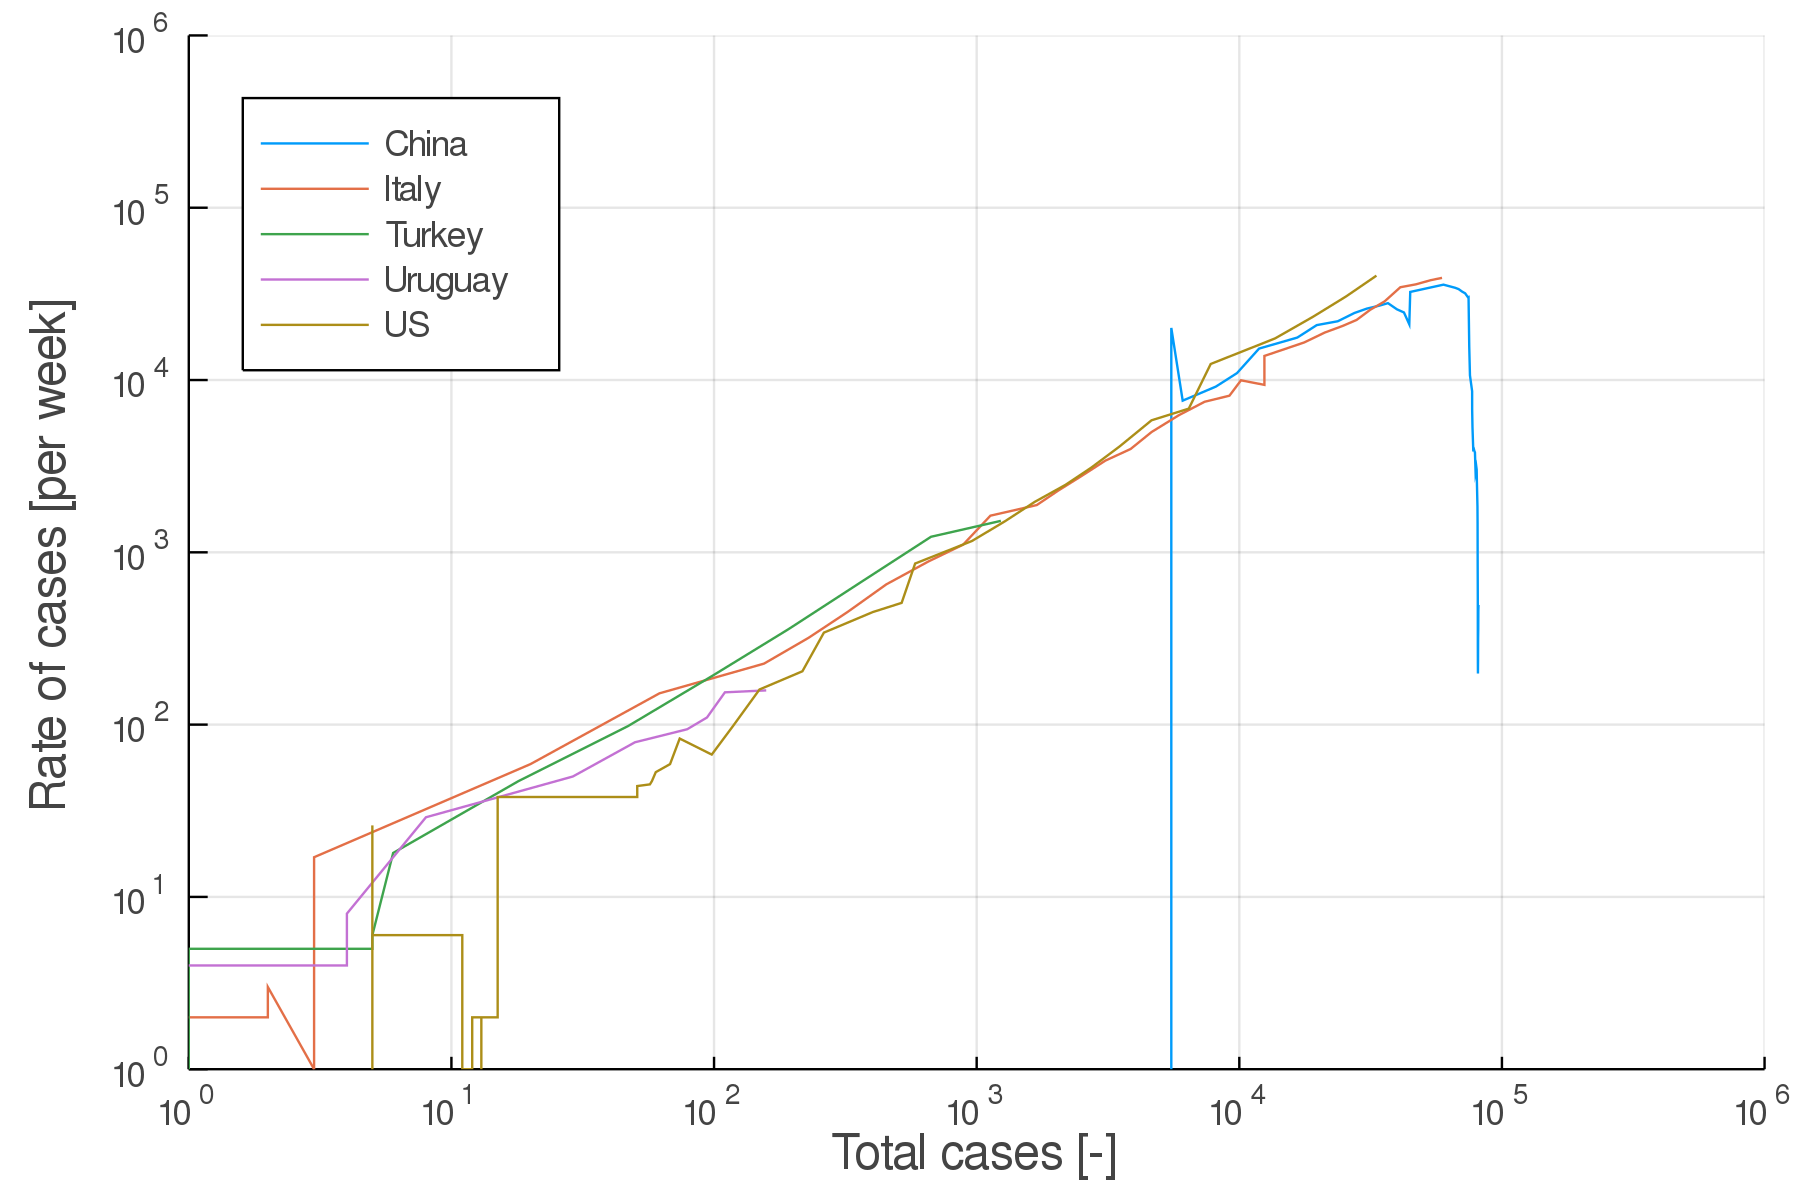 10^6
10^5
10^4
10^3
10^2
10^1
10^0
Rate of cases [per week]
China
Italy
Turkey
Uruguay
US
10^0 10^1 10^2 10^3 10^4 10^5 10^6
Total cases [-]